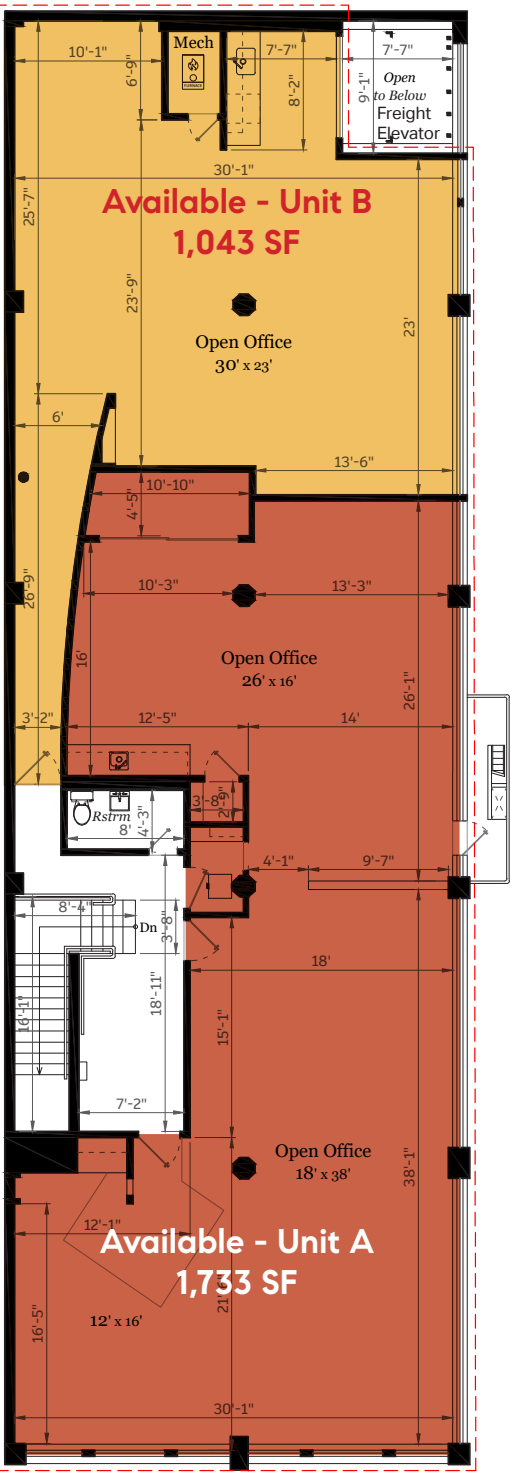 Mech
10'-1"
6'-9"
7'-7"
7'-7"
8'-2"
9'-1"
Open
to Below
Freight
Elevator
FURNACE
30'-1"
25'-7"
Available - Unit B
1,043 SF
23'-9"
23'
Open Office
30' x 23'
6'
13'-6"
10'-10"
4'-5"
10'-3"
13'-3"
26'-9"
16'
Open Office
26' x 16'
26'-1"
3'-2"
12'-5"
14'
3'-8"
2'-9"
Rstrm
8'
4'-3"
4'-1"
9'-7"
8'-4"
Dn
3'-8"
18'
16'-1"
18'-11"
15'-1"
7'-2"
Open Office
18' x 38'
38'-1"
12'-1"
Available - Unit A
1,733 SF
12' x 16'
16'-5"
30'-1"